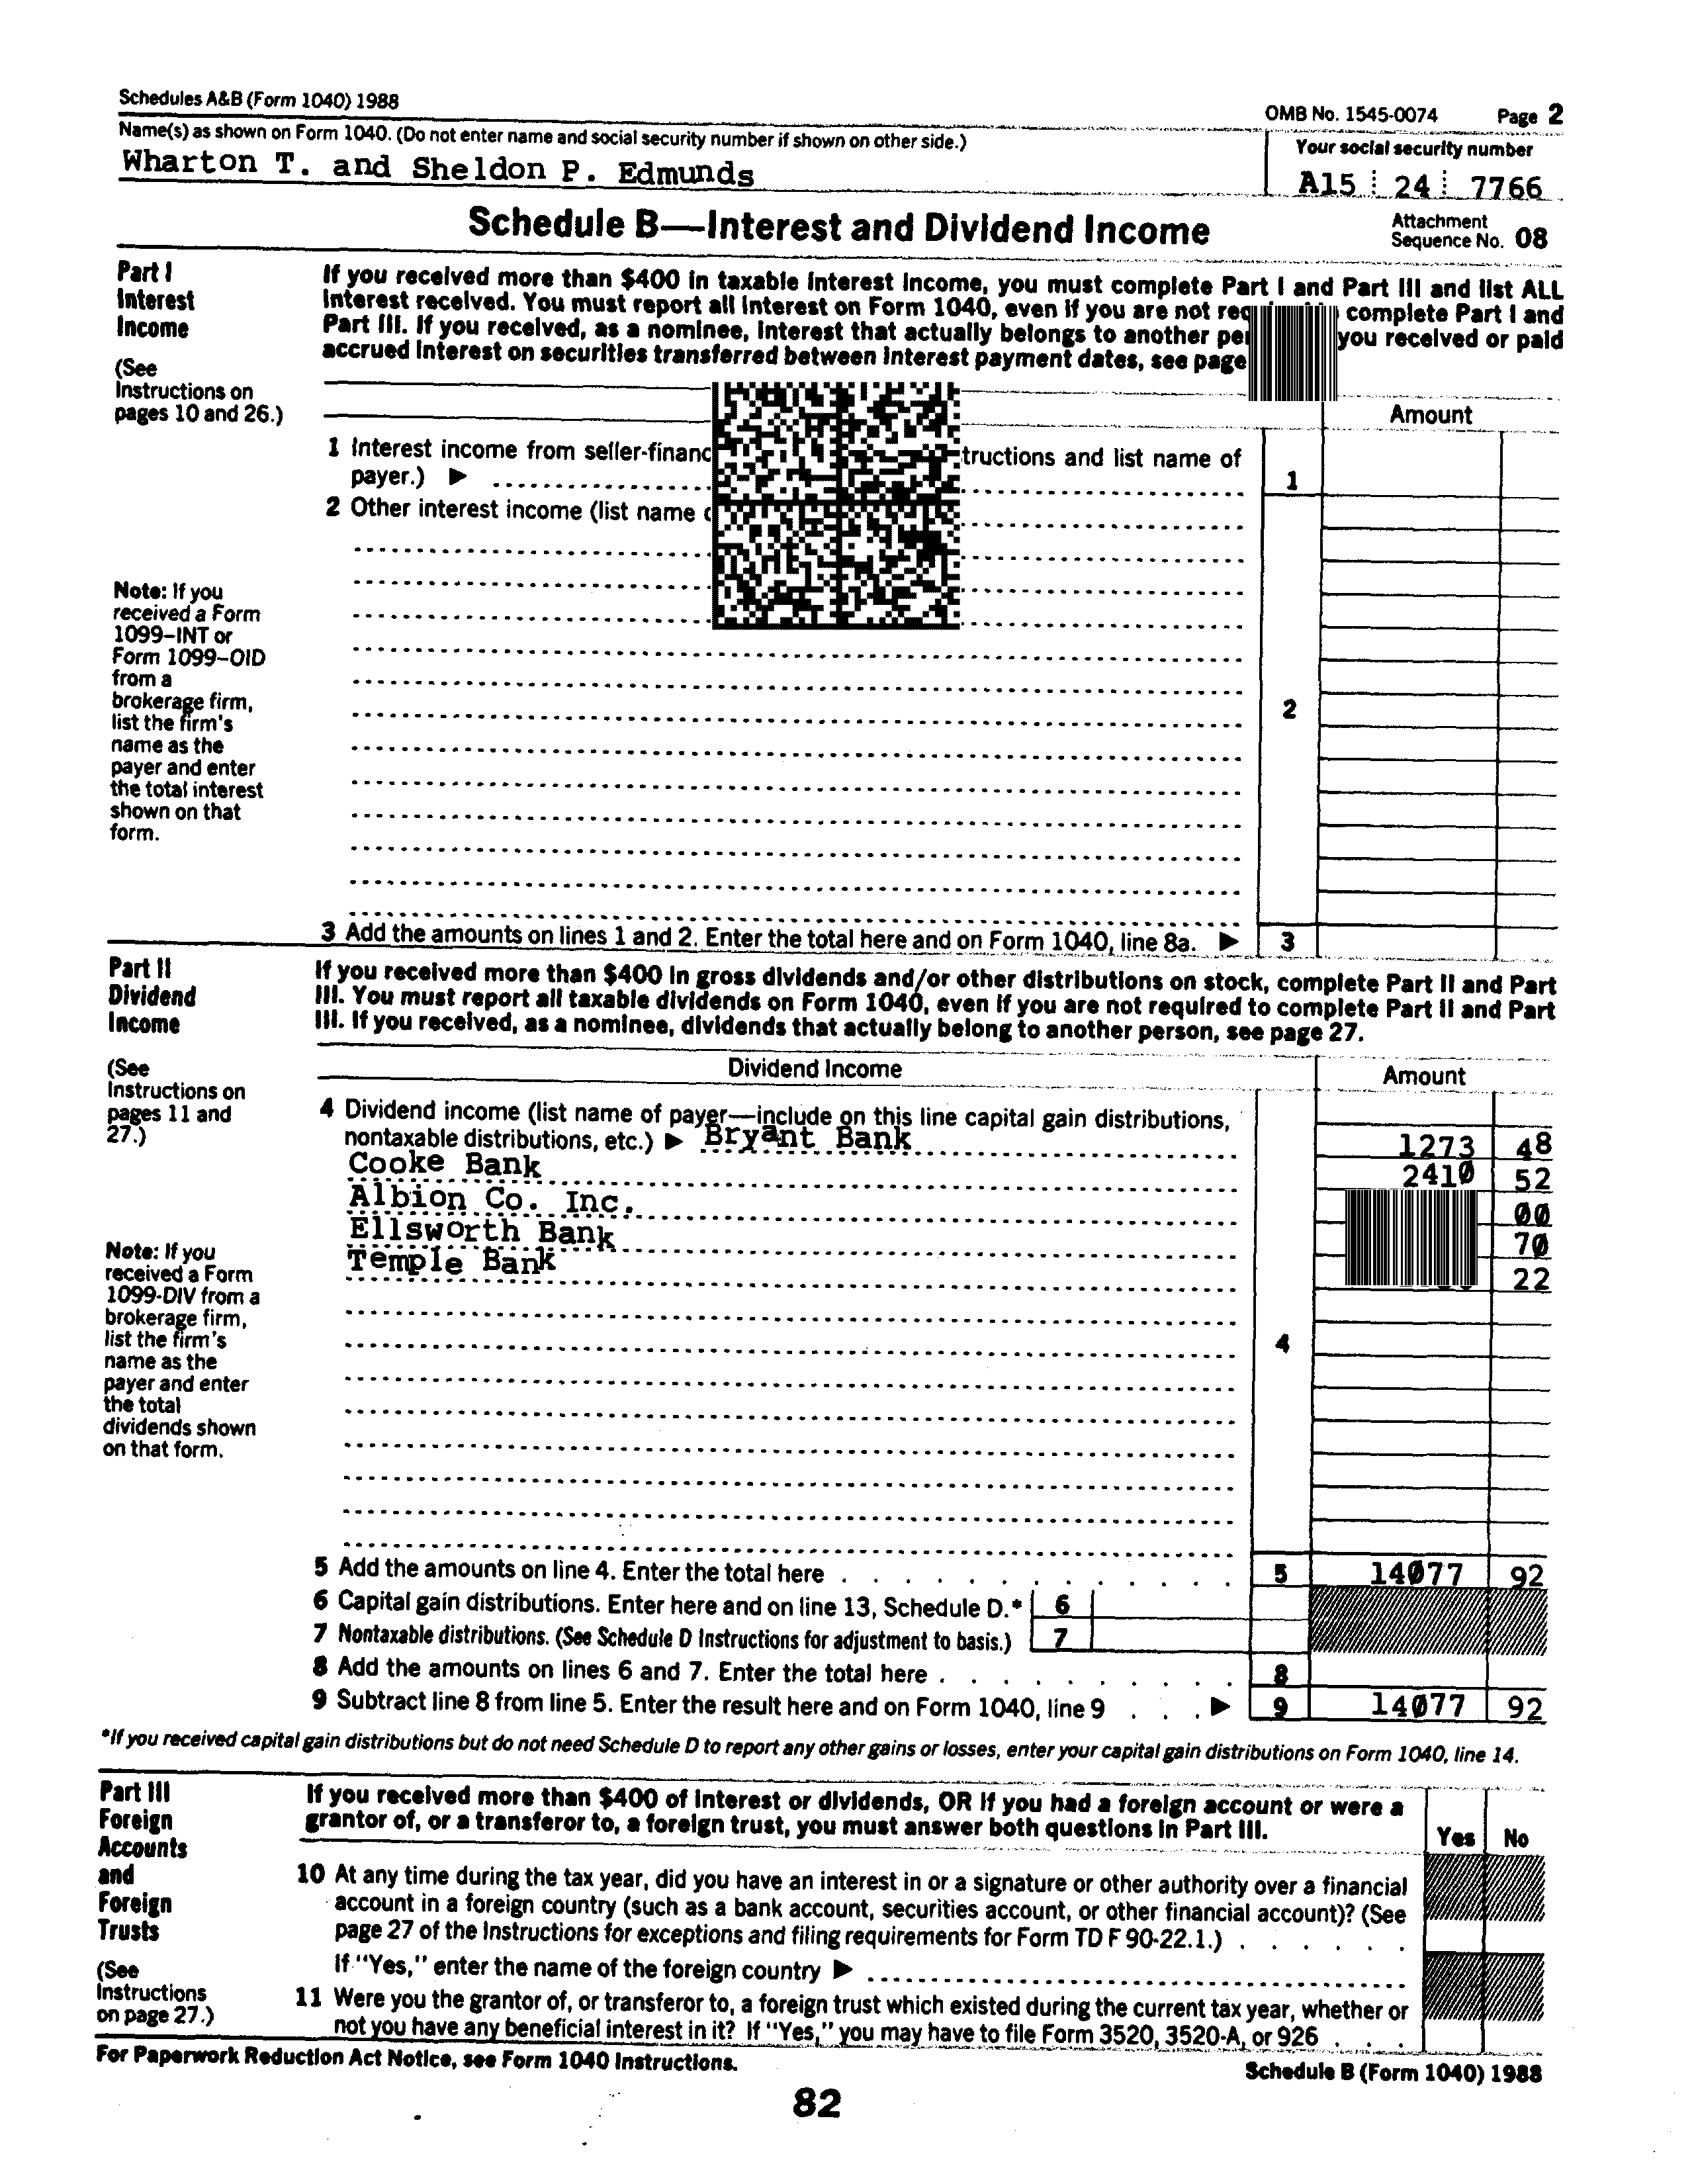 Schedules A&B (Form 1040) 1988
OMB No. 1545-0074 Page 2
Name(s) as shown on Form 1040. (Do not enter name and social security number if shown on other side.)
Your social security number
Wharton T. and Sheldon P. Edmunds
A15 24 7766
Schedule B—Interest and Dividend Income
Attachment
Sequence No. 08
Part I
Interest
Income
(See
Instructions on
pages 10 and 26.)
If you received more than $400 in taxable interest income, you must complete Part I and Part III and list ALL
interest received. You must report all interest on Form 1040, even if you are not complete Part I and
Part III. If you received, as a nominee, interest that actually belongs to another you received or paid
accrued interest on securities transferred between interest payment dates, see page
Amount
1 Interest income from and list name of
payer.) ▶
1
2 Other interest income (list name
Note: If you
received a Form
1099–INT or
Form 1099–OID
from a
brokerage firm,
list the firm's
name as the
payer and enter
the total interest
shown on that
form.
2
3 Add the amounts on lines 1 and 2. Enter the total here and on Form 1040, line 8a. ▶ 3
Part II
Dividend
Income
(See
Instructions on
pages 11 and
27.)
If you received more than $400 in gross dividends and/or other distributions on stock, complete Part II and Part
III. You must report all taxable dividends on Form 1040, even if you are not required to complete Part II and Part
III. If you received, as a nominee, dividends that actually belong to another person, see page 27.
Dividend Income
Amount
4 Dividend income (list name of payer—include on this line capital gain distributions,
nontaxable distributions, etc.) ▶ Bryant Bank 1273 48
Cooke Bank 2410 52
Albion Co. Inc. 00
Ellsworth Bank 70
Temple Bank 22
Note: If you
received a Form
1099-DIV from a
brokerage firm,
list the firm's
name as the
payer and enter
the total
dividends shown
on that form.
4
5 Add the amounts on line 4. Enter the total here 5 14077 92
6 Capital gain distributions. Enter here and on line 13, Schedule D.* 6
7 Nontaxable distributions. (See Schedule D Instructions for adjustment to basis.) 7
8 Add the amounts on lines 6 and 7. Enter the total here 8
9 Subtract line 8 from line 5. Enter the result here and on Form 1040, line 9 ▶ 9 14077 92
*If you received capital gain distributions but do not need Schedule D to report any other gains or losses, enter your capital gain distributions on Form 1040, line 14.
Part III
Foreign
Accounts
and
Foreign
Trusts
(See
Instructions
on page 27.)
If you received more than $400 of interest or dividends, OR if you had a foreign account or were a
grantor of, or a transferor to, a foreign trust, you must answer both questions in Part III.
Yes No
10 At any time during the tax year, did you have an interest in or a signature or other authority over a financial
account in a foreign country (such as a bank account, securities account, or other financial account)? (See
page 27 of the Instructions for exceptions and filing requirements for Form TD F 90-22.1.)
If "Yes," enter the name of the foreign country ▶
11 Were you the grantor of, or transferor to, a foreign trust which existed during the current tax year, whether or
not you have any beneficial interest in it? If "Yes," you may have to file Form 3520, 3520-A, or 926
For Paperwork Reduction Act Notice, see Form 1040 Instructions.
Schedule B (Form 1040) 1988
82